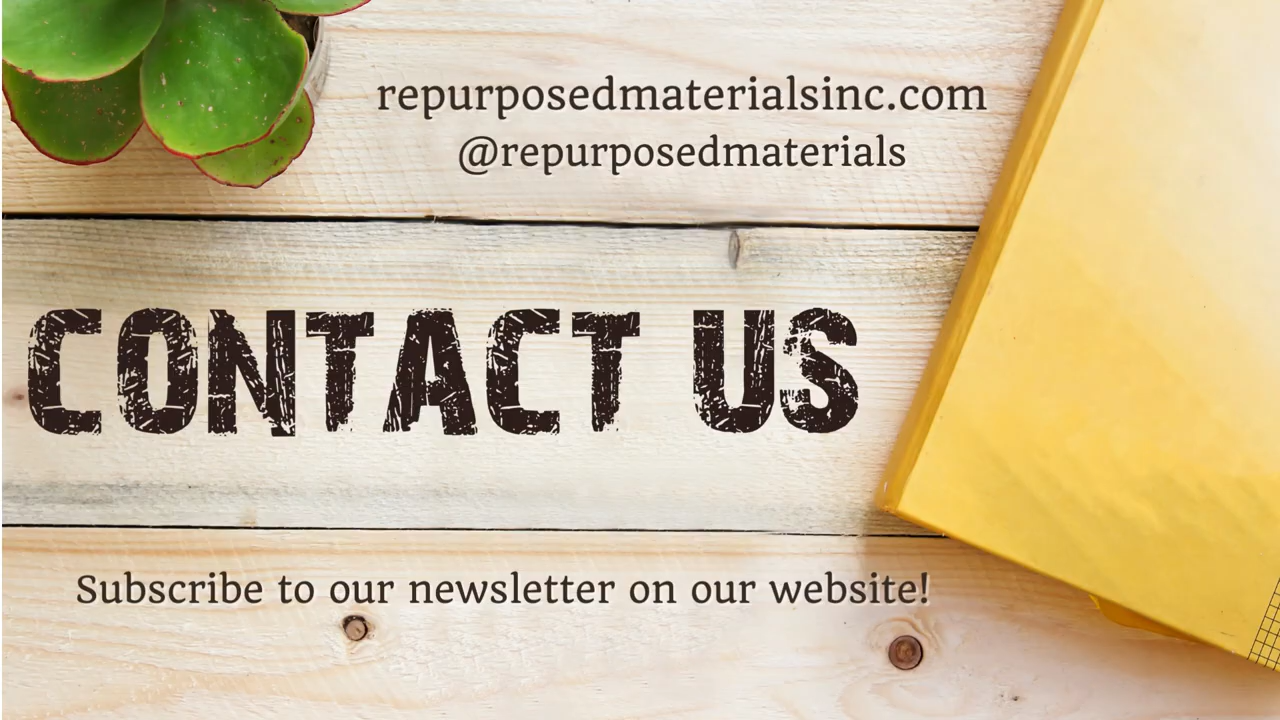 repurposedmaterialsinc.com
@repurposedmaterials
CONTACT US
Subscribe to our newsletter on our website!